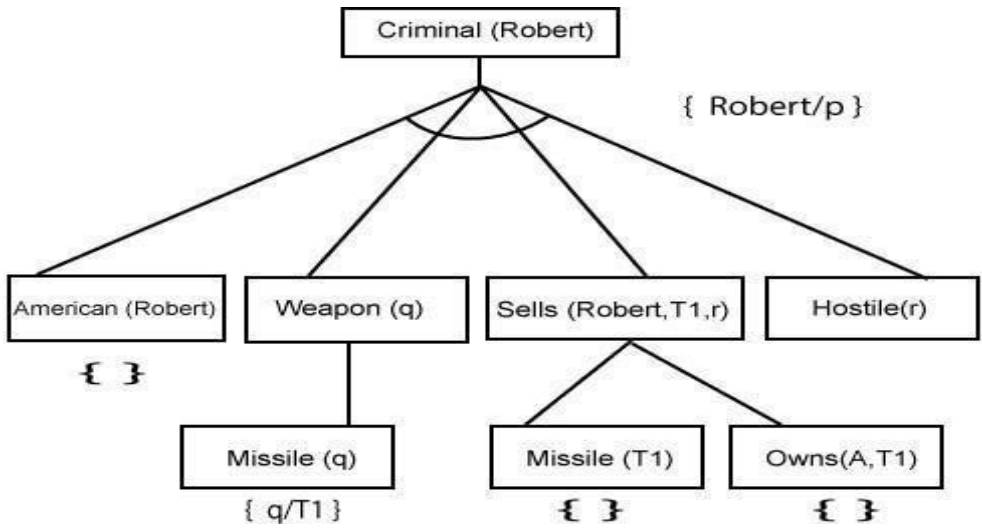 Criminal (Robert)
{ Robert/p }
American (Robert)
Weapon (q)
Sells (Robert,T1,r)
Hostile(r)
{ }
Missile (q)
Missile (T1)
Owns(A,T1)
{ q/T1 }
{ }
{ }